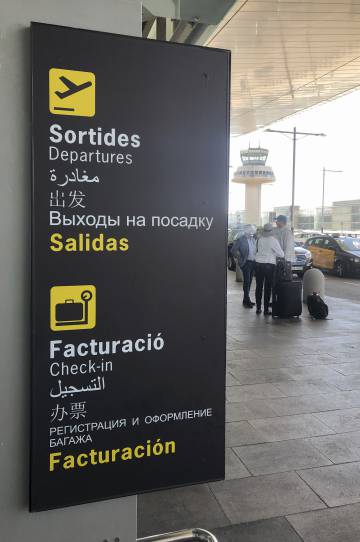 Sortides
Departures
مغادرة
出发
Выходы на посадку
Salidas
Facturació
Check-in
التسجيل
办票
РЕГИСТРАЦИЯ И ОФОРМЛЕНИЕ
БАГАЖА
Facturación